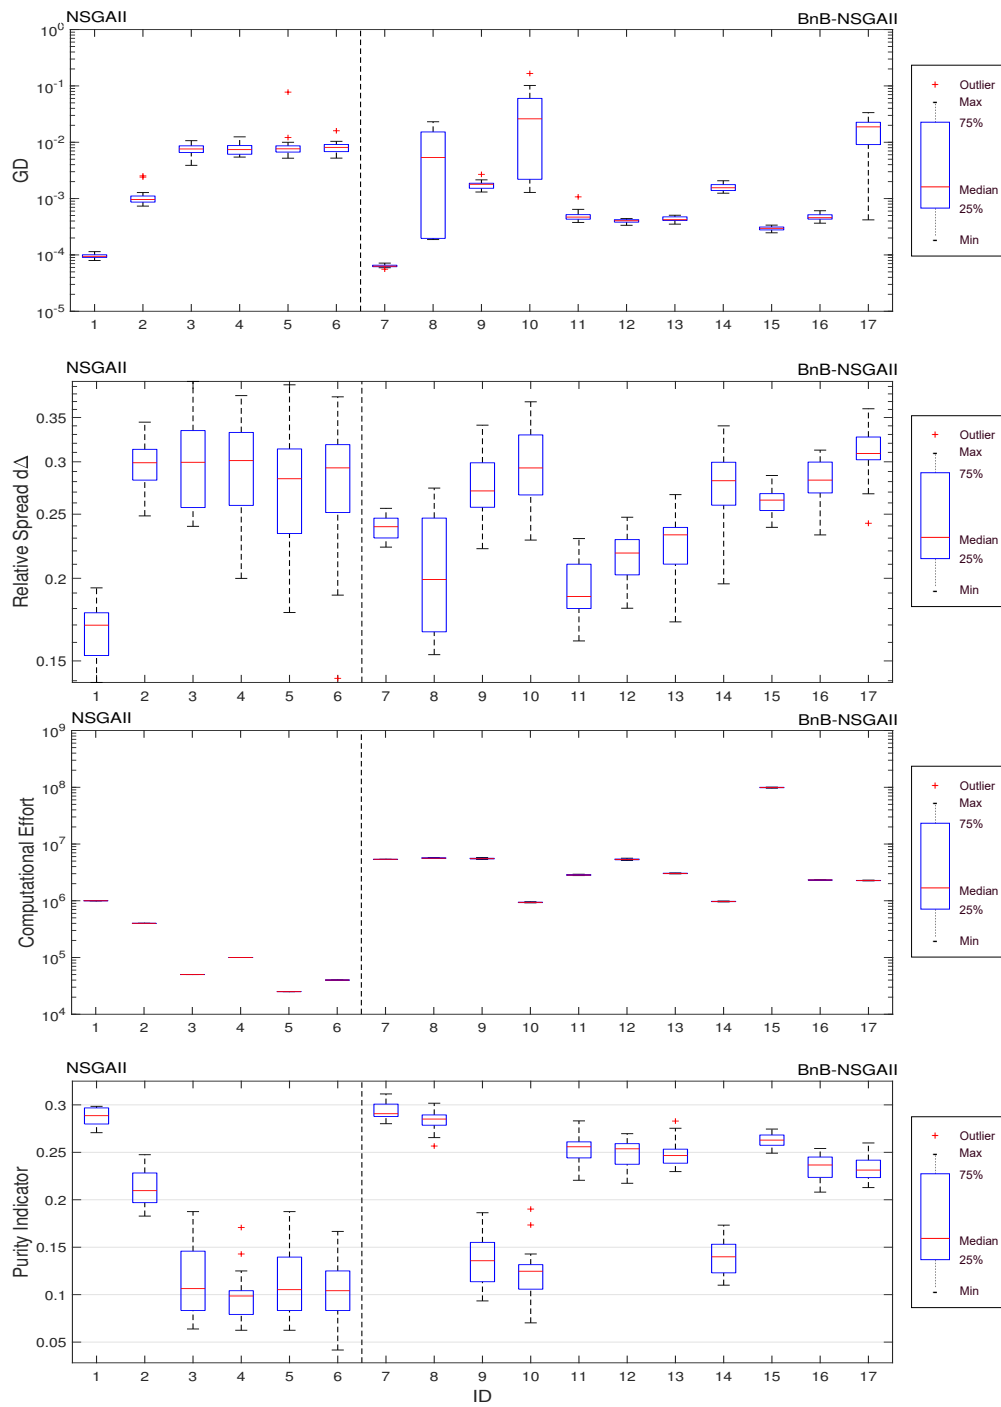 NSGAII BnB-NSGAII
10^0
10^-1
10^-2
10^-3
10^-4
10^-5
GD
1 2 3 4 5 6 7 8 9 10 11 12 13 14 15 16 17
Outlier
Max
75%
Median
25%
Min
NSGAII BnB-NSGAII
0.35
0.3
0.25
0.2
0.15
Relative Spread d∆
1 2 3 4 5 6 7 8 9 10 11 12 13 14 15 16 17
Outlier
Max
75%
Median
25%
Min
NSGAII BnB-NSGAII
10^9
10^8
10^7
10^6
10^5
10^4
Computational Effort
1 2 3 4 5 6 7 8 9 10 11 12 13 14 15 16 17
Outlier
Max
75%
Median
25%
Min
NSGAII BnB-NSGAII
0.3
0.25
0.2
0.15
0.1
0.05
Purity Indicator
1 2 3 4 5 6 7 8 9 10 11 12 13 14 15 16 17
ID
Outlier
Max
75%
Median
25%
Min